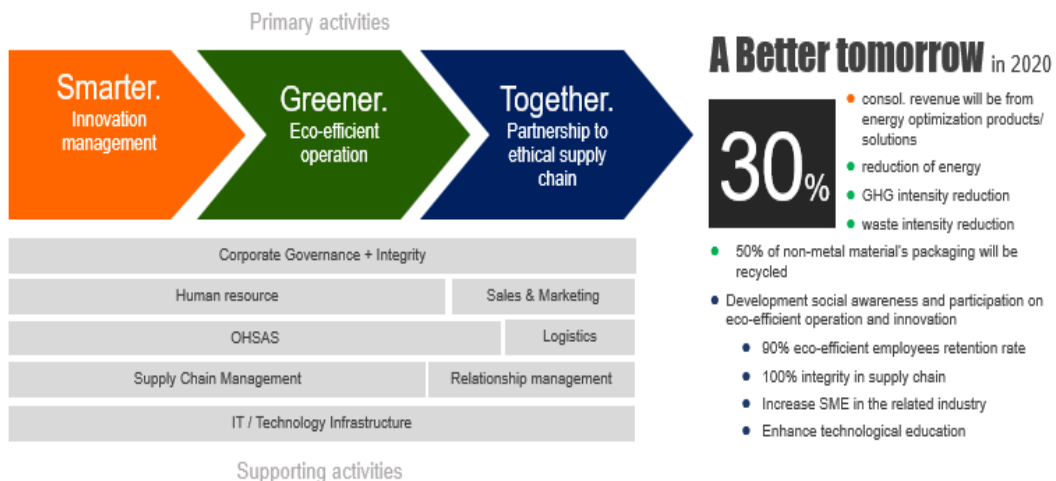 Primary activities
Smarter.
Innovation
management
Greener.
Eco-efficient
operation
Together.
Partnership to
ethical supply
chain
Corporate Governance + Integrity
Human resource
Sales & Marketing
OHSAS
Logistics
Supply Chain Management
Relationship management
IT / Technology Infrastructure
Supporting activities
A Better tomorrow in 2020
30%
consol. revenue will be from
energy optimization products/
solutions
reduction of energy
GHG intensity reduction
waste intensity reduction
50% of non-metal material's packaging will be
recycled
Development social awareness and participation on
eco-efficient operation and innovation
90% eco-efficient employees retention rate
100% integrity in supply chain
Increase SME in the related industry
Enhance technological education